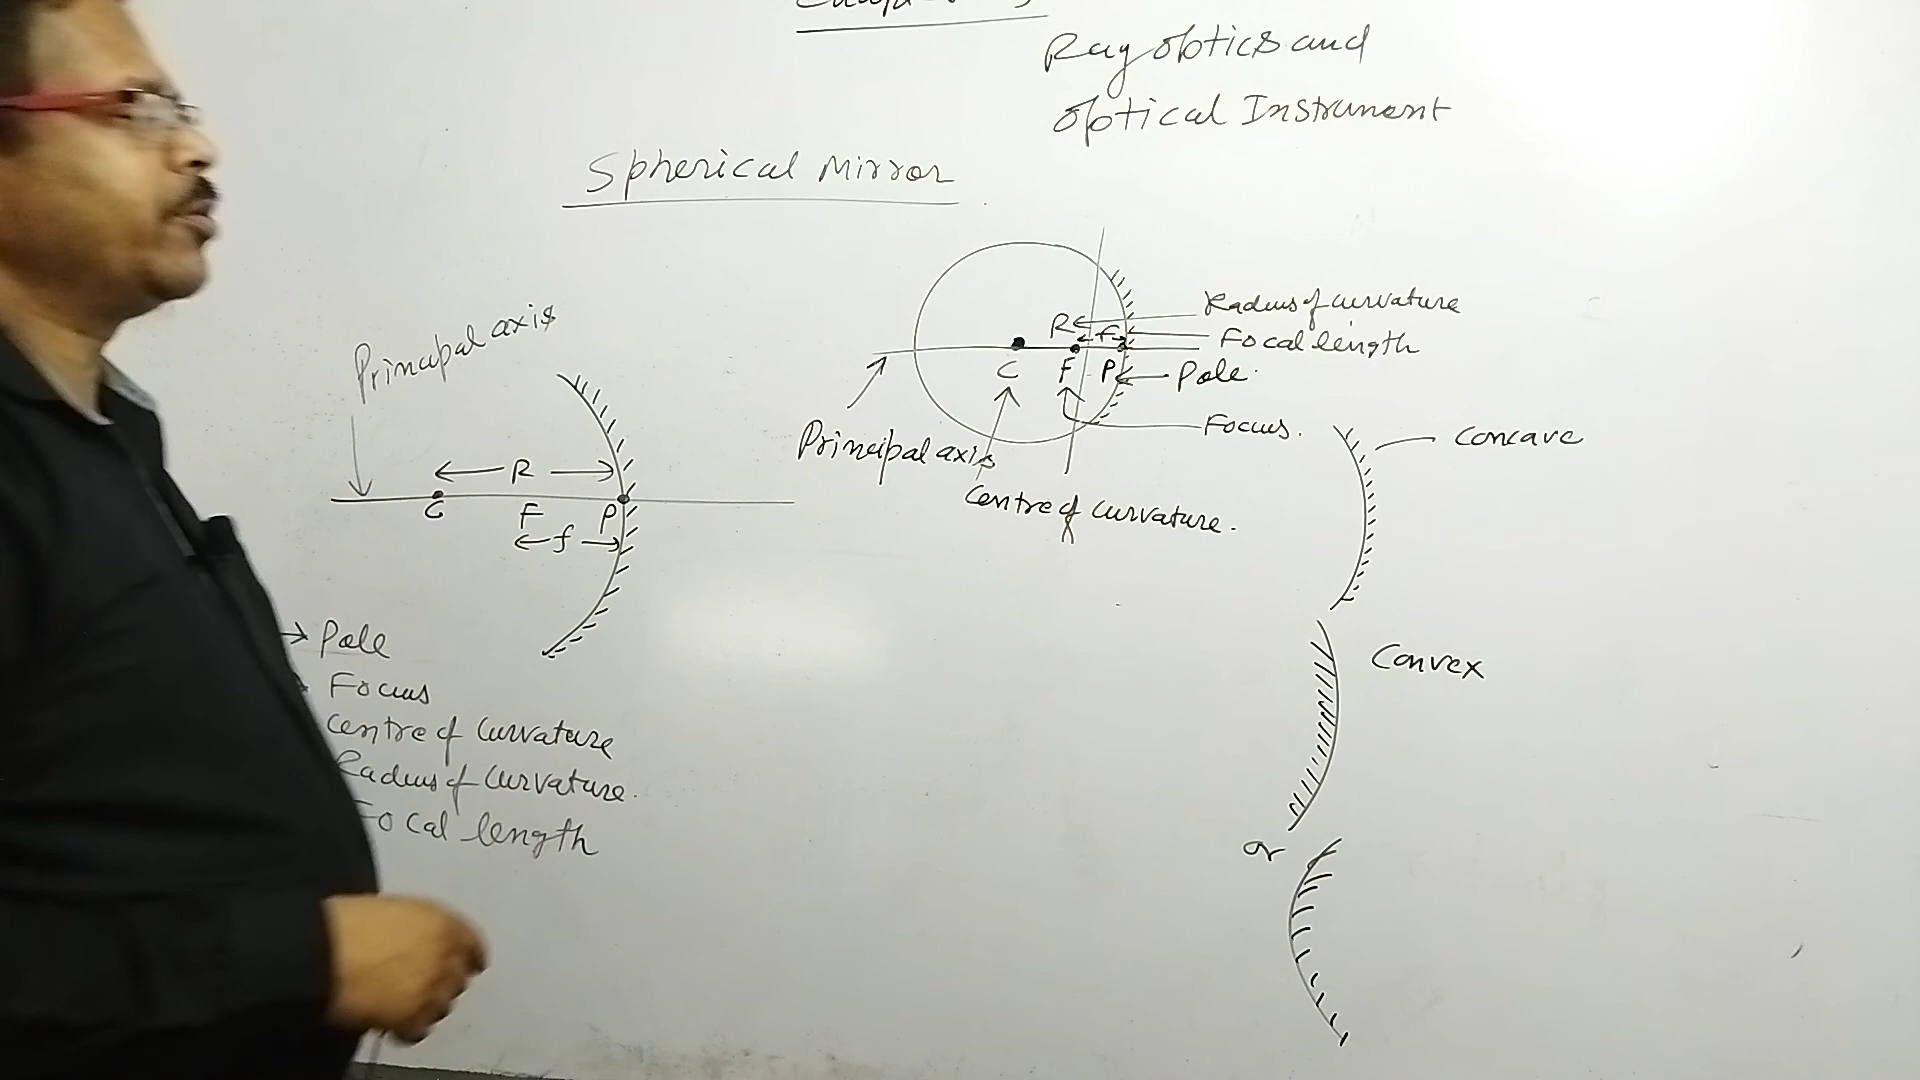 Ray optics and
optical Instrument
Spherical Mirror
Principal axis
R
C
F
P
f
→ Pole
Focus
Centre of Curvature
Radius of Curvature.
Focal length
Radius of curvature
R
f
Focal length
C
F
P
Pole.
Focus.
Principal axis
Centre of Curvature.
Concave
Convex
or